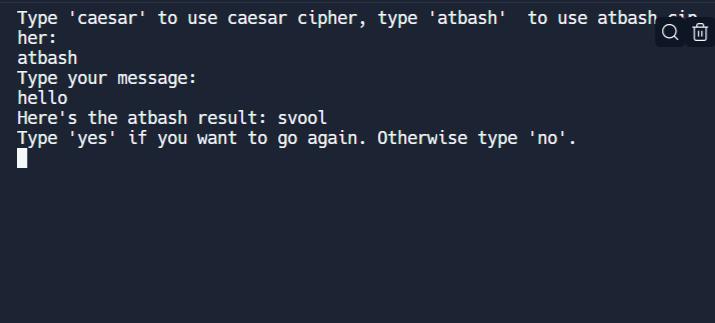 Type 'caesar' to use caesar cipher, type 'atbash'  to use atbash cip
her:
atbash
Type your message:
hello
Here's the atbash result: svool
Type 'yes' if you want to go again. Otherwise type 'no'.